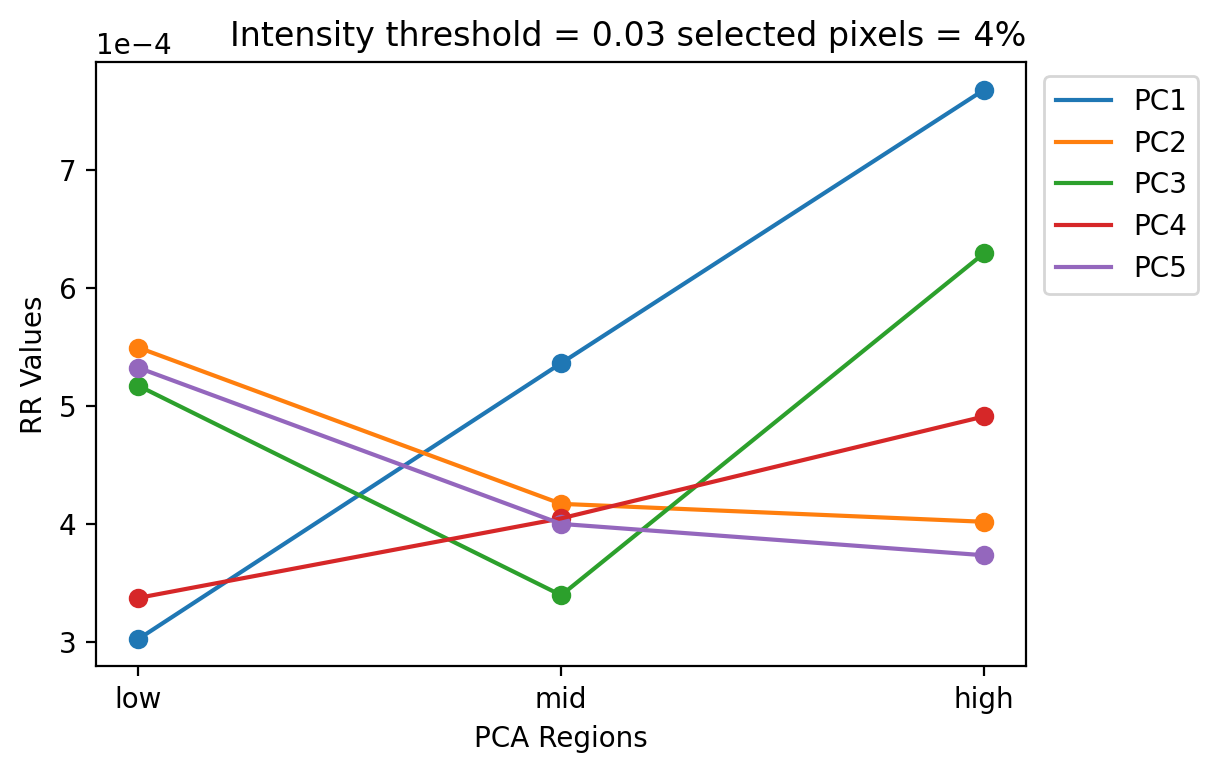 Intensity threshold = 0.03 selected pixels = 4%
1e−4
7
6
5
4
3
RR Values
low
mid
high
PCA Regions
PC1
PC2
PC3
PC4
PC5